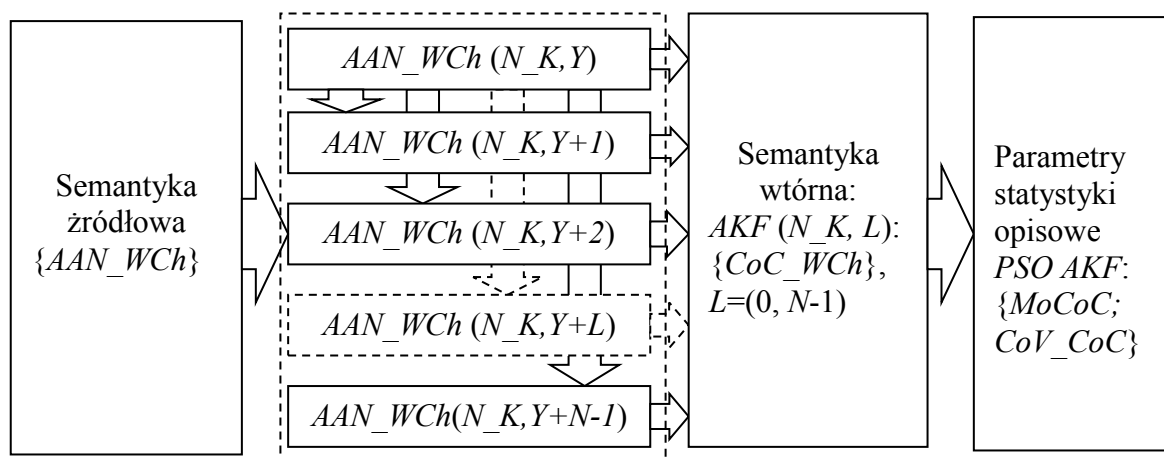 Semantyka
żródłowa
{AAN_WCh}
AAN_WCh (N_K,Y)
AAN_WCh (N_K,Y+1)
AAN_WCh (N_K,Y+2)
AAN_WCh (N_K,Y+L)
AAN_WCh(N_K,Y+N-1)
Semantyka
wtórna:
AKF (N_K, L):
{CoC_WCh},
L=(0, N-1)
Parametry
statystyki
opisowe
PSO AKF:
{MoCoC;
CoV_CoC}